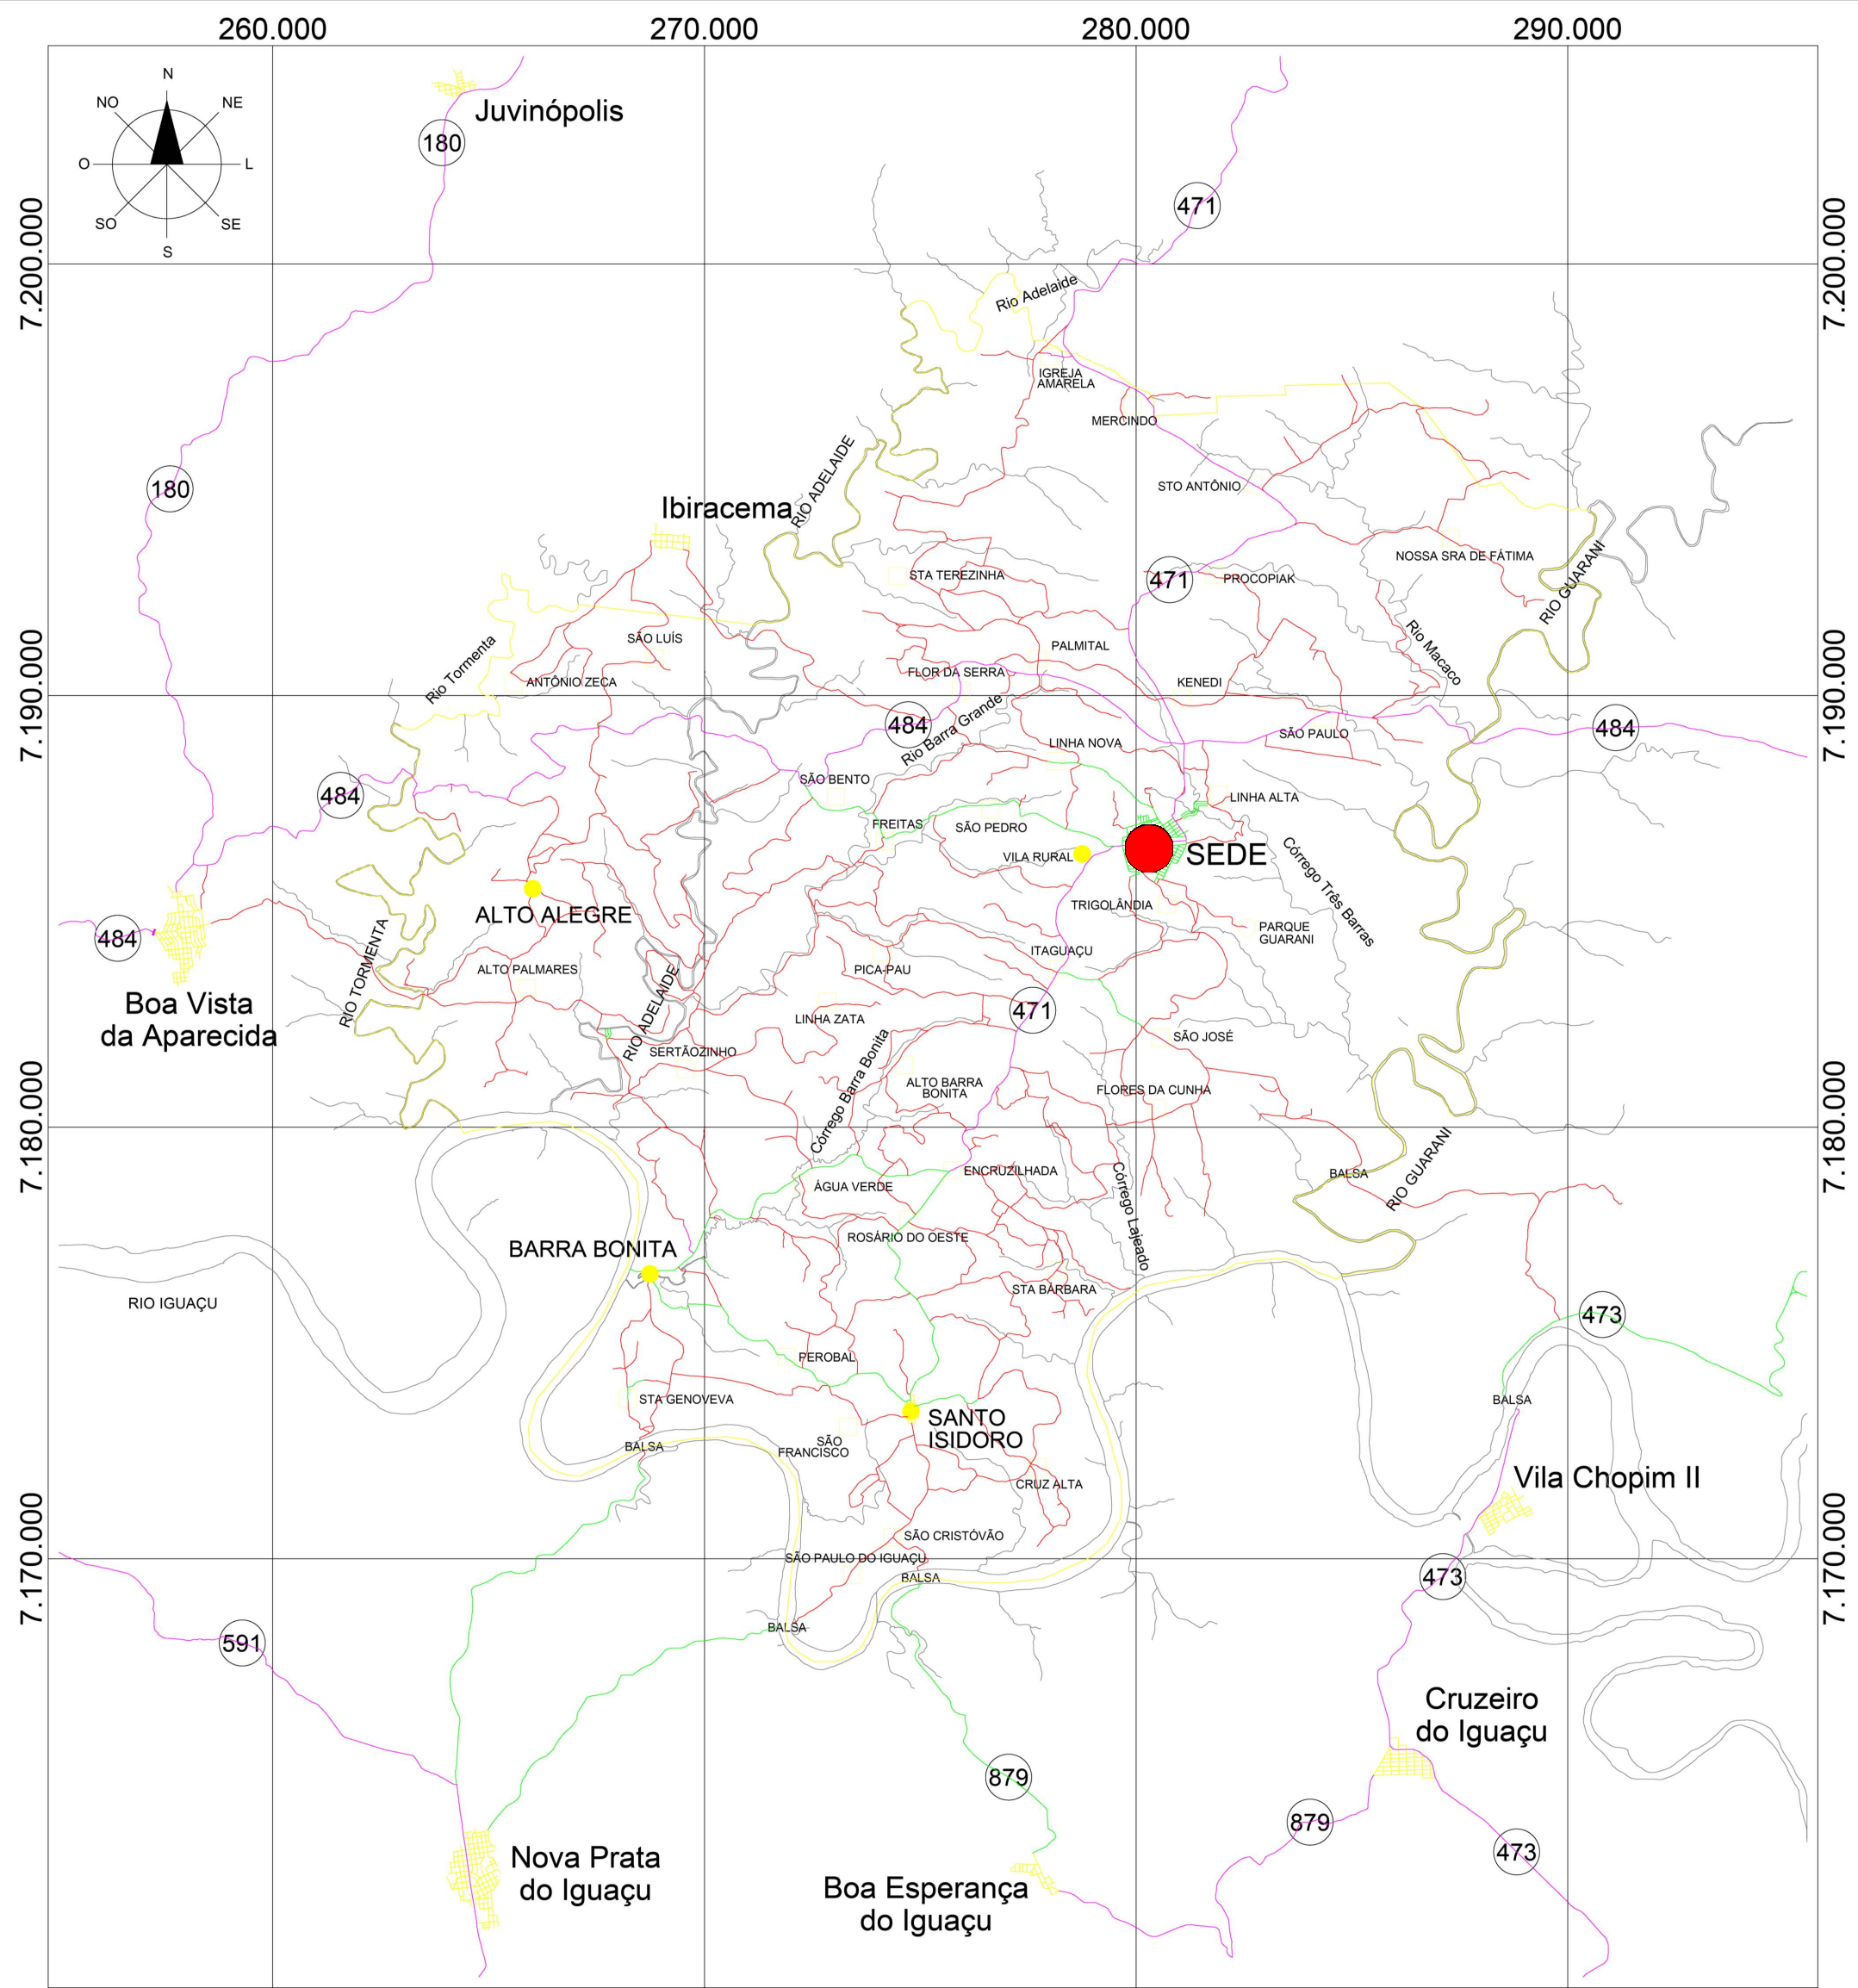 260.000
270.000
280.000
290.000
N
NO
NE
O
L
SO
SE
S
Juvinópolis
180
471
7.200.000
7.200.000
Rio Adelaide
IGREJA
AMARELA
MERCINDO
RIO ADELAIDE
180
Ibiracema
STO ANTÔNIO
NOSSA SRA DE FÁTIMA
STA TEREZINHA
471
PROCOPIAK
RIO GUARANI
SÃO LUÍS
PALMITAL
Rio Macaco
Rio Tormenta
ANTÔNIO ZECA
FLOR DA SERRA
KENEDI
7.190.000
7.190.000
484
Rio Barra Grande
484
LINHA NOVA
SÃO PAULO
SÃO BENTO
484
LINHA ALTA
FREITAS
SÃO PEDRO
VILA RURAL
SEDE
Córrego Três Barras
ALTO ALEGRE
TRIGOLÂNDIA
PARQUE
GUARANI
484
ITAGUAÇU
RIO TORMENTA
ALTO PALMARES
PICA-PAU
Boa Vista
da Aparecida
RIO ADELAIDE
471
LINHA ZATA
SÃO JOSÉ
SERTÃOZINHO
Córrego Barra Bonita
ALTO BARRA
BONITA
FLORES DA CUNHA
7.180.000
7.180.000
ENCRUZILHADA
BALSA
RIO GUARANI
ÁGUA VERDE
Córrego Lajeado
ROSÁRIO DO OESTE
BARRA BONITA
STA BÁRBARA
RIO IGUAÇU
473
PEROBAL
STA GENOVEVA
BALSA
SANTO
ISIDORO
SÃO
FRANCISCO
BALSA
Vila Chopim II
CRUZ ALTA
SÃO CRISTÓVÃO
7.170.000
7.170.000
SÃO PAULO DO IGUAÇU
BALSA
473
BALSA
591
Cruzeiro
do Iguaçu
879
879
473
Nova Prata
do Iguaçu
Boa Esperança
do Iguaçu